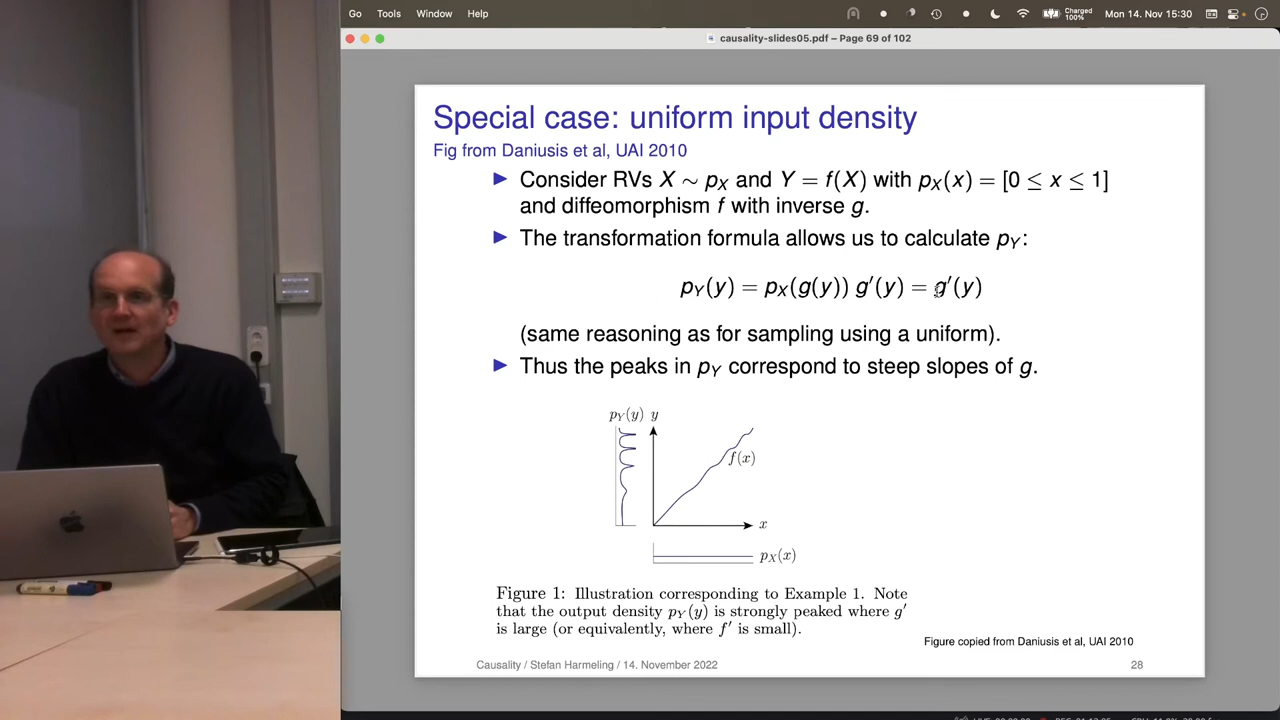 Go Tools Window Help
Charged
100%
Mon 14. Nov 15:30
causality-slides05.pdf – Page 69 of 102
Special case: uniform input density
Fig from Daniusis et al, UAI 2010
▶ Consider RVs X ∼ p_X and Y = f(X) with p_X(x) = [0 ≤ x ≤ 1]
and diffeomorphism f with inverse g.
▶ The transformation formula allows us to calculate p_Y:
p_Y(y) = p_X(g(y)) g′(y) = g′(y)
(same reasoning as for sampling using a uniform).
▶ Thus the peaks in p_Y correspond to steep slopes of g.
p_Y(y) y
f(x)
x
p_X(x)
Figure 1: Illustration corresponding to Example 1. Note
that the output density p_Y(y) is strongly peaked where g′
is large (or equivalently, where f′ is small).
Figure copied from Daniusis et al, UAI 2010
Causality / Stefan Harmeling / 14. November 2022
28